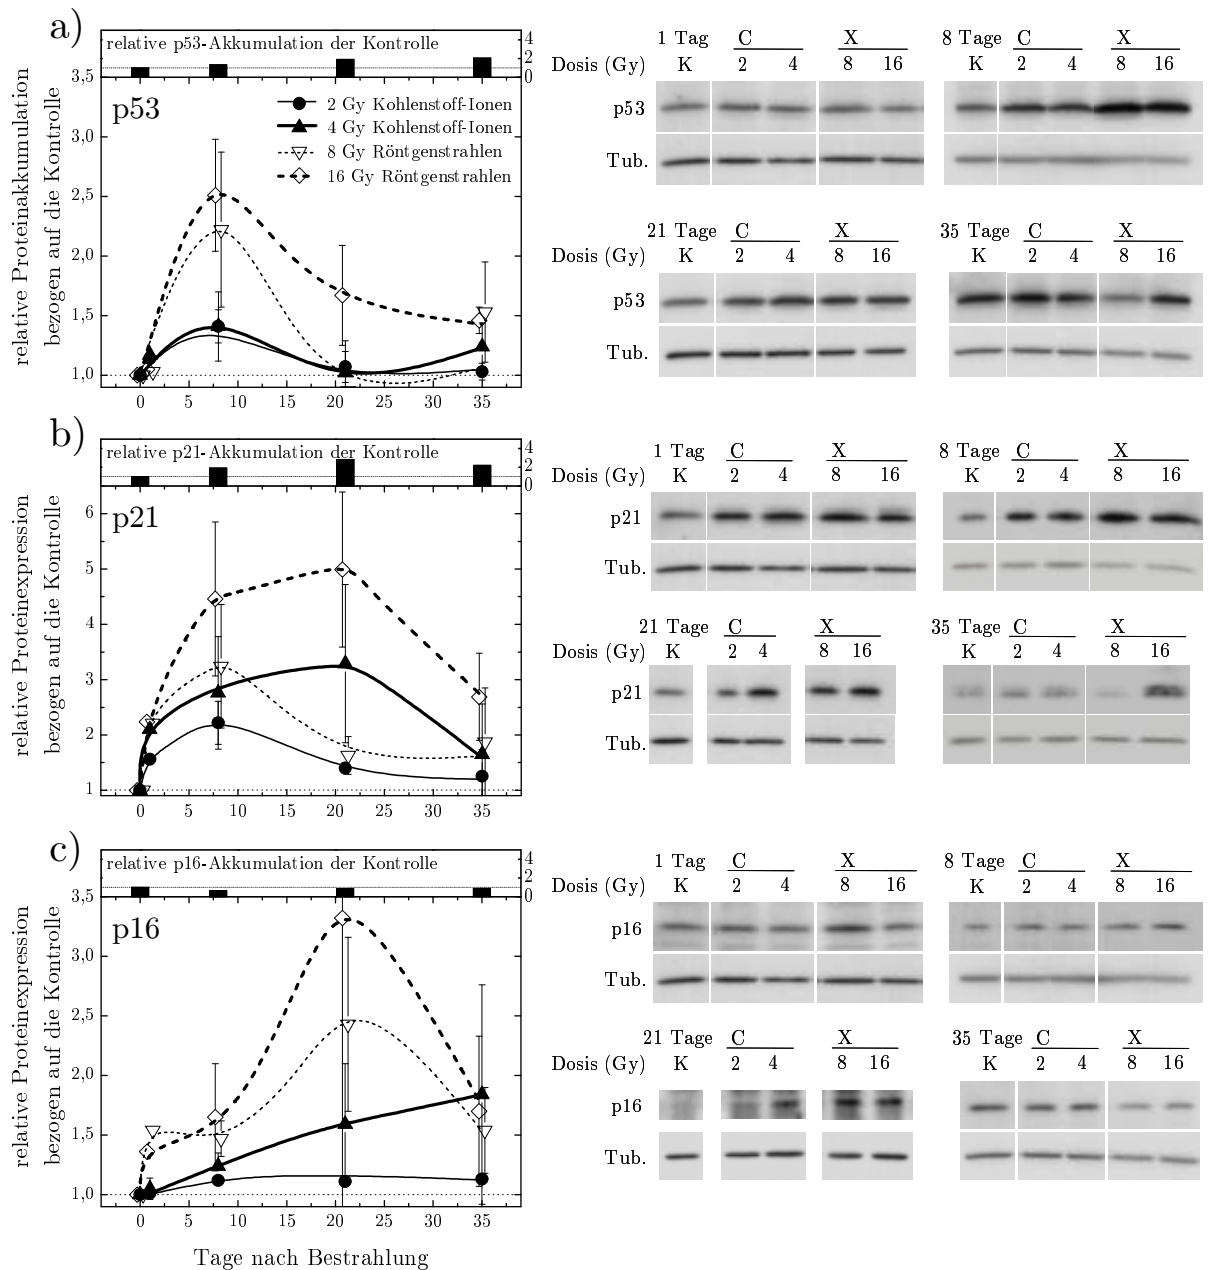 a)
relative p53-Akkumulation der Kontrolle
4
2
0
3,5
3,0
2,5
2,0
1,5
1,0
p53
2 Gy Kohlenstoff-Ionen
4 Gy Kohlenstoff-Ionen
8 Gy Röntgenstrahlen
16 Gy Röntgenstrahlen
relative Proteinakkumulation
bezogen auf die Kontrolle
0 5 10 15 20 25 30 35
1 Tag C X
Dosis (Gy) K 2 4 8 16
p53
Tub.
8 Tage C X
K 2 4 8 16
21 Tage C X
Dosis (Gy) K 2 4 8 16
p53
Tub.
35 Tage C X
K 2 4 8 16
b)
relative p21-Akkumulation der Kontrolle
4
2
0
6
5
4
3
2
1
p21
relative Proteinexpression
bezogen auf die Kontrolle
0 5 10 15 20 25 30 35
1 Tag C X
Dosis (Gy) K 2 4 8 16
p21
Tub.
8 Tage C X
K 2 4 8 16
21 Tage C X
Dosis (Gy) K 2 4 8 16
p21
Tub.
35 Tage C X
K 2 4 8 16
c)
relative p16-Akkumulation der Kontrolle
4
2
0
3,5
3,0
2,5
2,0
1,5
1,0
p16
relative Proteinexpression
bezogen auf die Kontrolle
0 5 10 15 20 25 30 35
Tage nach Bestrahlung
1 Tag C X
Dosis (Gy) K 2 4 8 16
p16
Tub.
8 Tage C X
K 2 4 8 16
21 Tage C X
Dosis (Gy) K 2 4 8 16
p16
Tub.
35 Tage C X
K 2 4 8 16